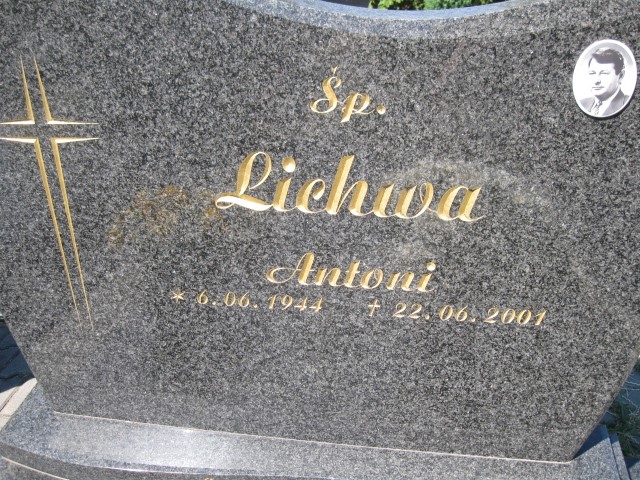 Śp.
Lichwa
Antoni
* 6.06.1944 † 22.06.2001